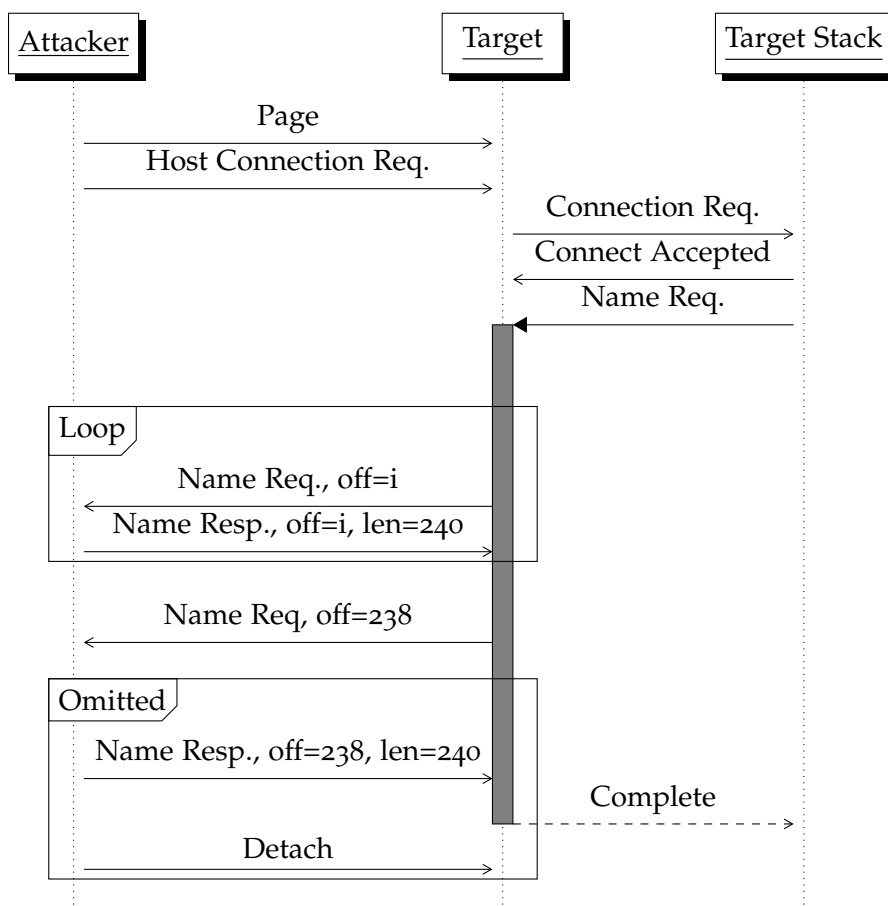 Attacker
Target
Target Stack
Page
Host Connection Req.
Connection Req.
Connect Accepted
Name Req.
Loop
Name Req., off=i
Name Resp., off=i, len=240
Name Req, off=238
Omitted
Name Resp., off=238, len=240
Complete
Detach